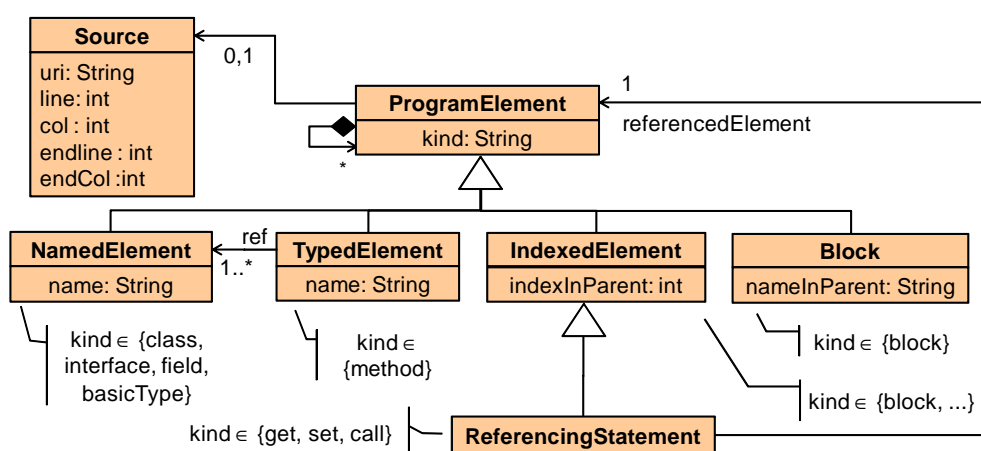 Source
uri: String
line: int
col : int
endline : int
endCol :int
0,1
ProgramElement
kind: String
*
1
referencedElement
NamedElement
name: String
ref
1..*
TypedElement
name: String
IndexedElement
indexInParent: int
Block
nameInParent: String
kind ∈ {class,
interface, field,
basicType}
kind ∈
{method}
kind ∈ {block}
kind ∈ {block, ...}
kind ∈ {get, set, call}
ReferencingStatement